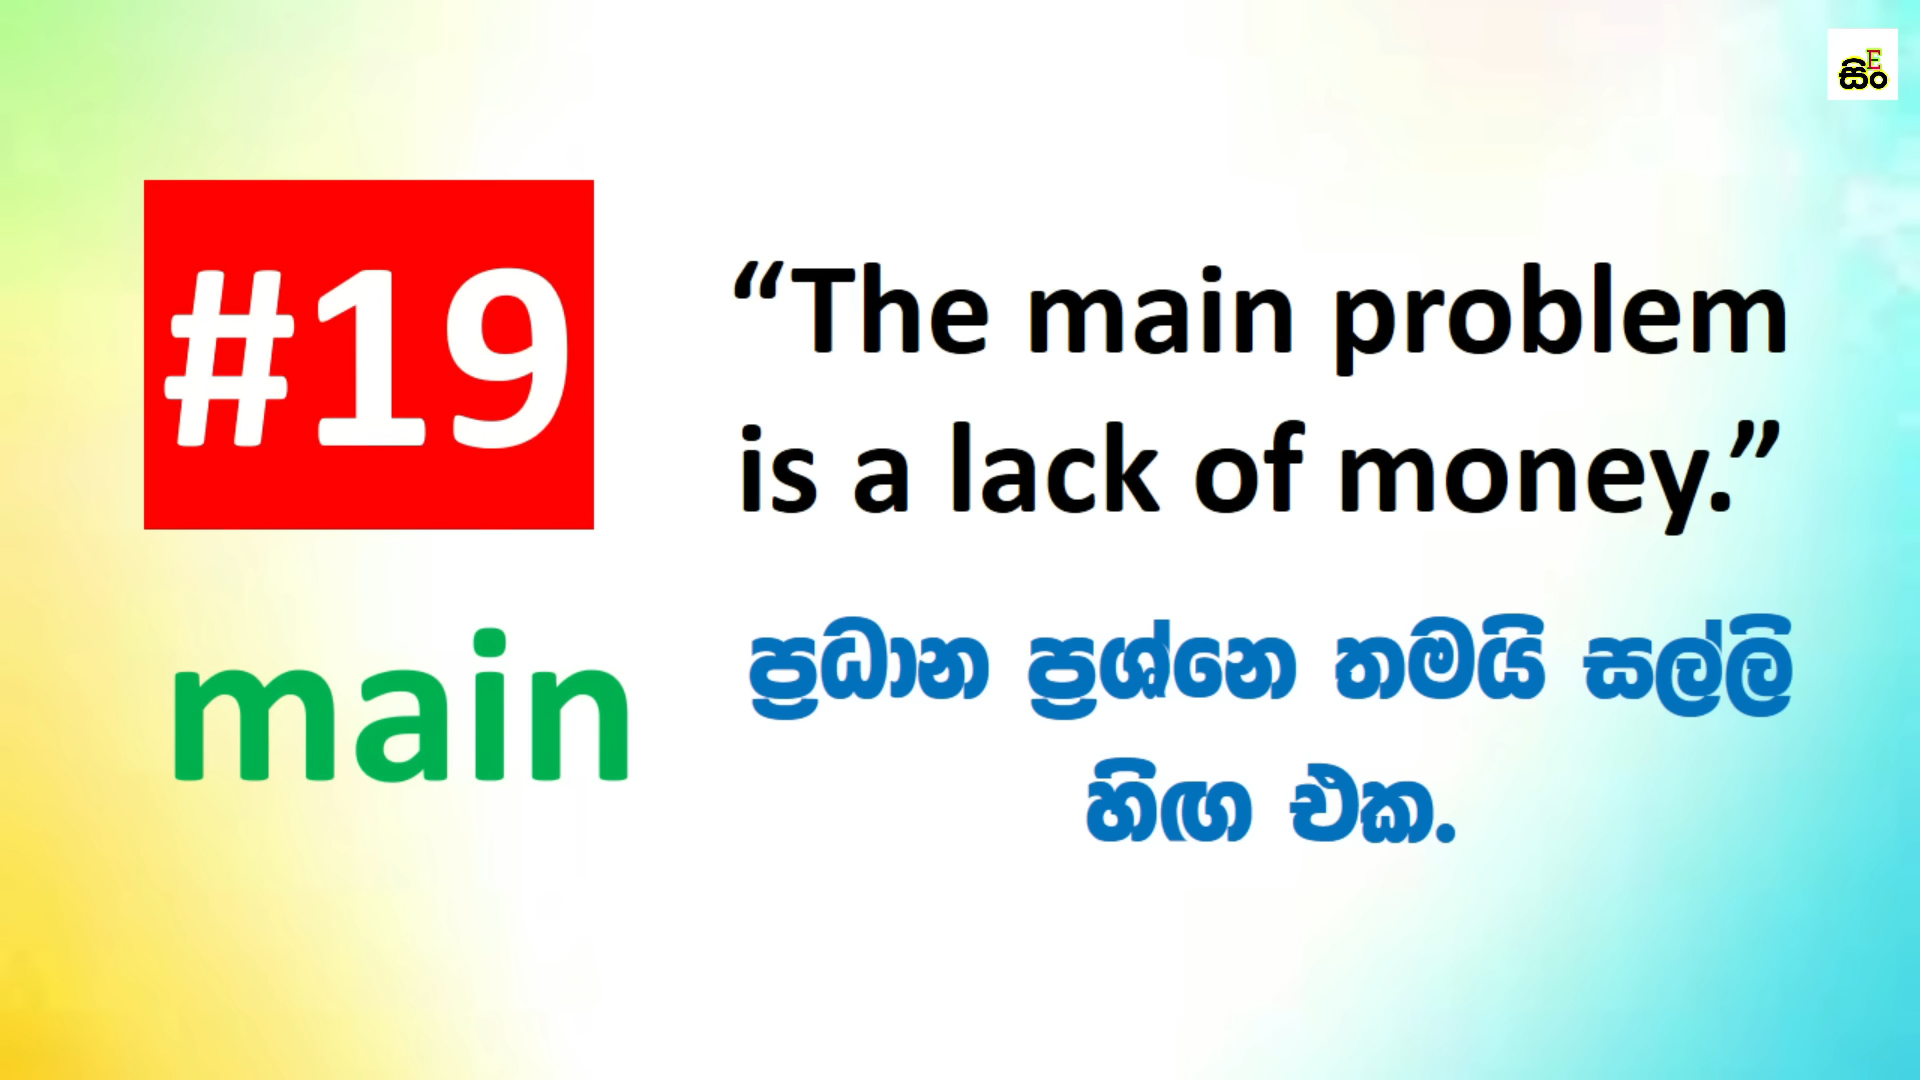 සිං
E
#19
main
“The main problem
is a lack of money.”
ප්‍රධාන ප්‍රශ්නෙ තමයි සල්ලි
හිඟ එක.